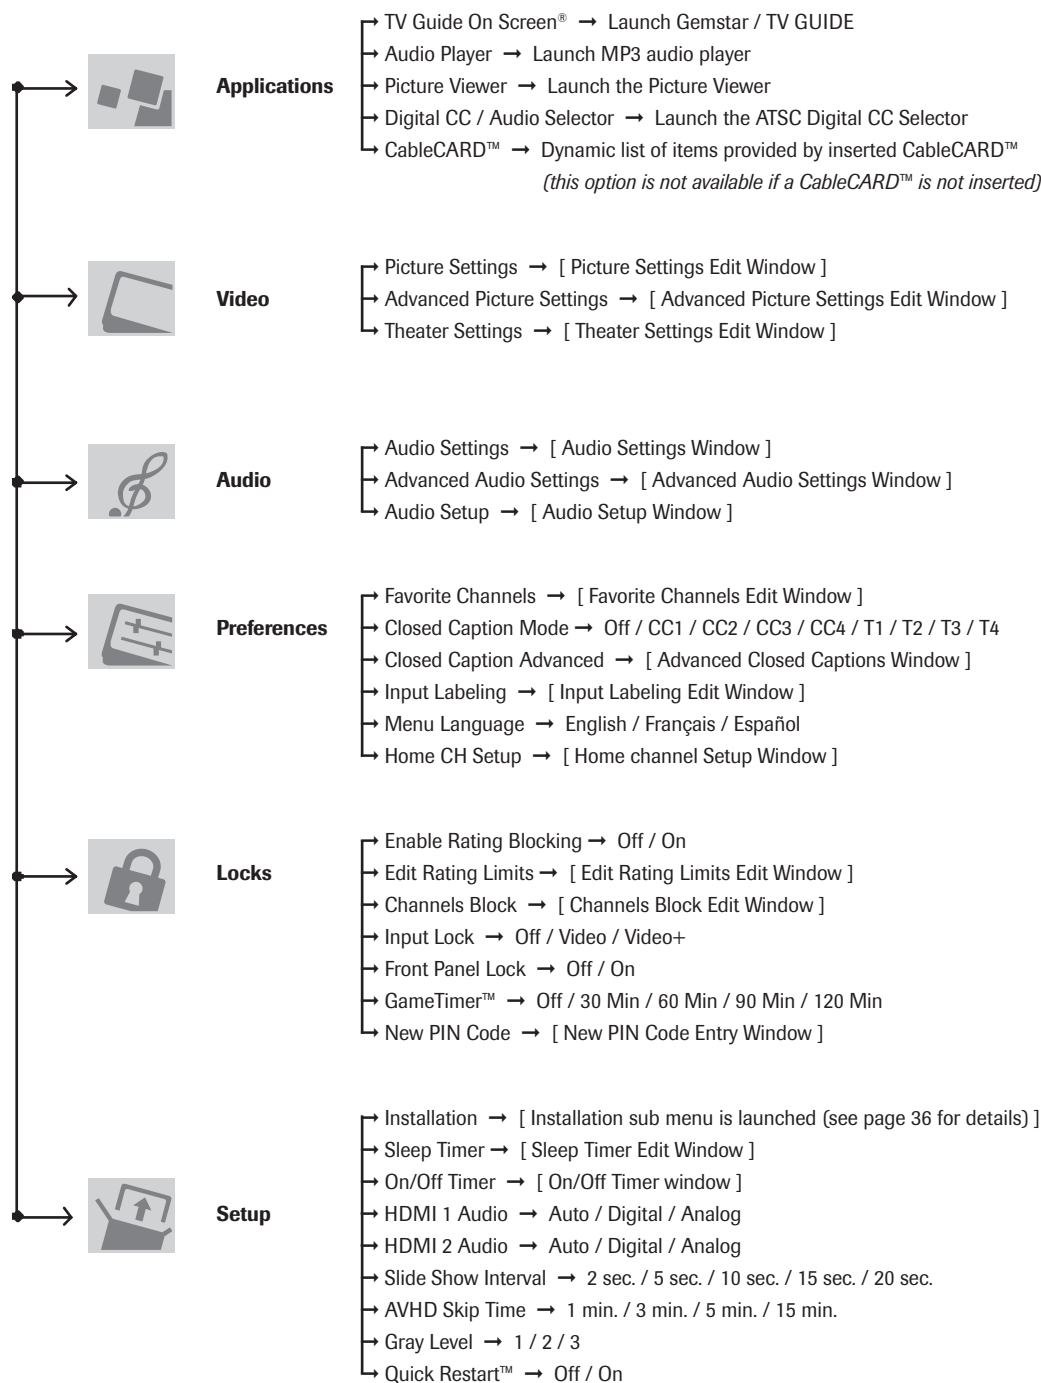 Applications
TV Guide On Screen® → Launch Gemstar / TV GUIDE
Audio Player → Launch MP3 audio player
Picture Viewer → Launch the Picture Viewer
Digital CC / Audio Selector → Launch the ATSC Digital CC Selector
CableCARD™ → Dynamic list of items provided by inserted CableCARD™
(this option is not available if a CableCARD™ is not inserted)
Video
Picture Settings → [ Picture Settings Edit Window ]
Advanced Picture Settings → [ Advanced Picture Settings Edit Window ]
Theater Settings → [ Theater Settings Edit Window ]
Audio
Audio Settings → [ Audio Settings Window ]
Advanced Audio Settings → [ Advanced Audio Settings Window ]
Audio Setup → [ Audio Setup Window ]
Preferences
Favorite Channels → [ Favorite Channels Edit Window ]
Closed Caption Mode → Off / CC1 / CC2 / CC3 / CC4 / T1 / T2 / T3 / T4
Closed Caption Advanced → [ Advanced Closed Captions Window ]
Input Labeling → [ Input Labeling Edit Window ]
Menu Language → English / Français / Español
Home CH Setup → [ Home channel Setup Window ]
Locks
Enable Rating Blocking → Off / On
Edit Rating Limits → [ Edit Rating Limits Edit Window ]
Channels Block → [ Channels Block Edit Window ]
Input Lock → Off / Video / Video+
Front Panel Lock → Off / On
GameTimer™ → Off / 30 Min / 60 Min / 90 Min / 120 Min
New PIN Code → [ New PIN Code Entry Window ]
Setup
Installation → [ Installation sub menu is launched (see page 36 for details) ]
Sleep Timer → [ Sleep Timer Edit Window ]
On/Off Timer → [ On/Off Timer window ]
HDMI 1 Audio → Auto / Digital / Analog
HDMI 2 Audio → Auto / Digital / Analog
Slide Show Interval → 2 sec. / 5 sec. / 10 sec. / 15 sec. / 20 sec.
AVHD Skip Time → 1 min. / 3 min. / 5 min. / 15 min.
Gray Level → 1 / 2 / 3
Quick Restart™ → Off / On